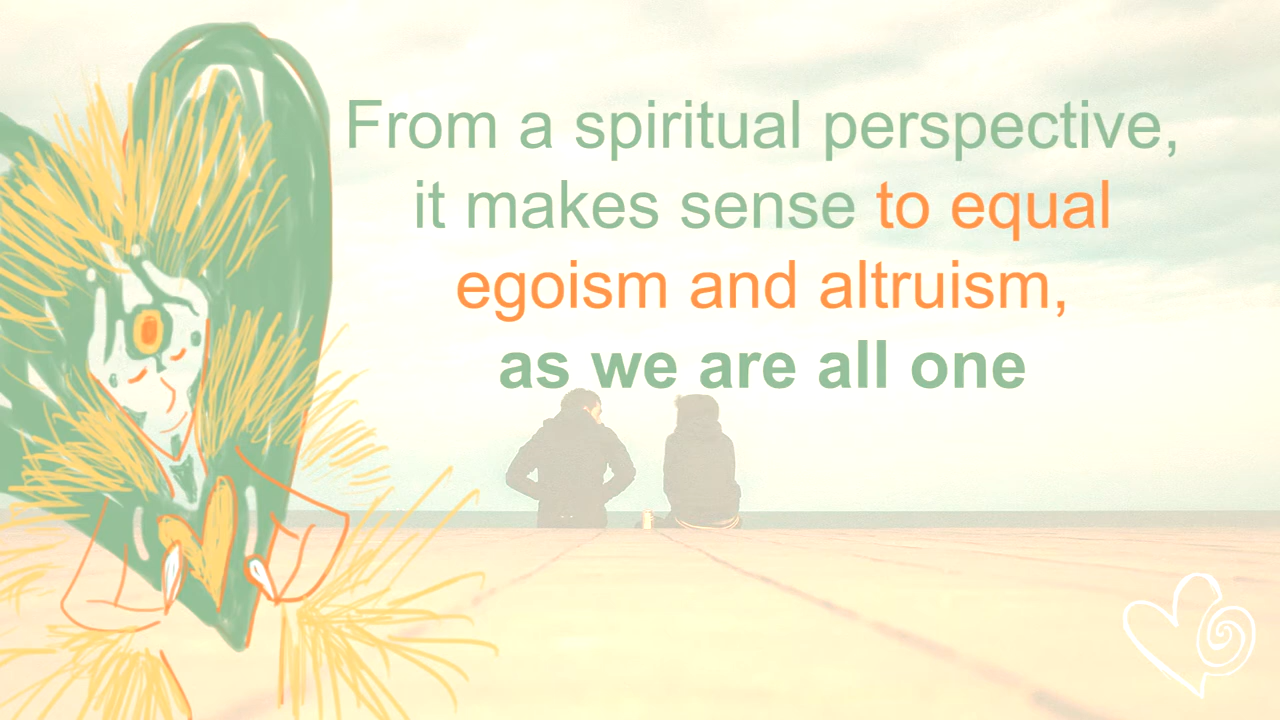 From a spiritual perspective,
it makes sense to equal
egoism and altruism,
as we are all one